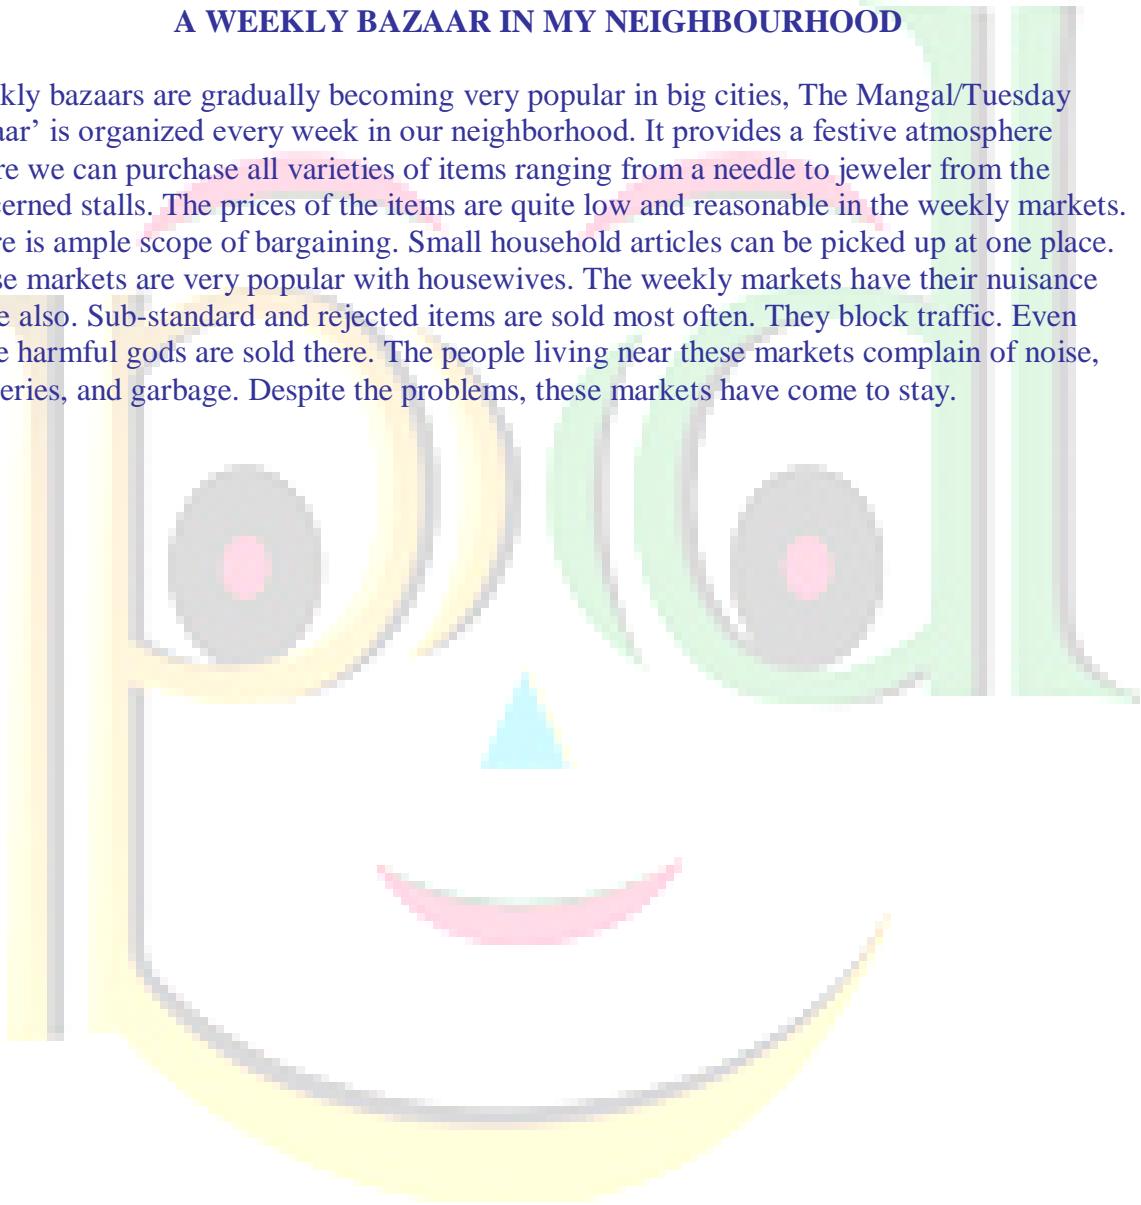 A WEEKLY BAZAAR IN MY NEIGHBOURHOOD
kly bazaars are gradually becoming very popular in big cities, The Mangal/Tuesday
aar’ is organized every week in our neighborhood. It provides a festive atmosphere
re we can purchase all varieties of items ranging from a needle to jeweler from the
cerned stalls. The prices of the items are quite low and reasonable in the weekly markets.
re is ample scope of bargaining. Small household articles can be picked up at one place.
se markets are very popular with housewives. The weekly markets have their nuisance
e also. Sub-standard and rejected items are sold most often. They block traffic. Even
e harmful gods are sold there. The people living near these markets complain of noise,
eries, and garbage. Despite the problems, these markets have come to stay.